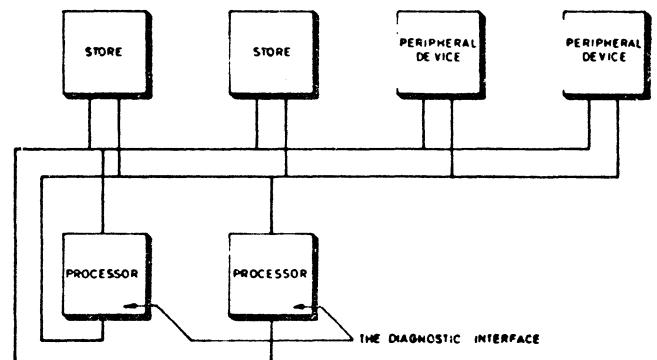 STORE
STORE
PERIPHERAL
DEVICE
PERIPHERAL
DEVICE
PROCESSOR
PROCESSOR
THE DIAGNOSTIC INTERFACE